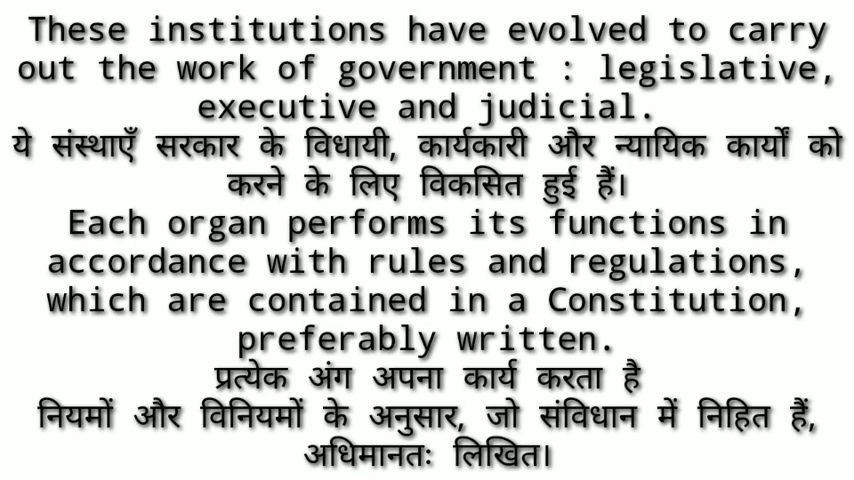 These institutions have evolved to carry
out the work of government : legislative,
executive and judicial.
ये संस्थाएँ सरकार के विधायी, कार्यकारी और न्यायिक कार्यों को
करने के लिए विकसित हुई हैं।
Each organ performs its functions in
accordance with rules and regulations,
which are contained in a Constitution,
preferably written.
प्रत्येक अंग अपना कार्य करता है
नियमों और विनियमों के अनुसार, जो संविधान में निहित हैं,
अधिमानतः लिखित।